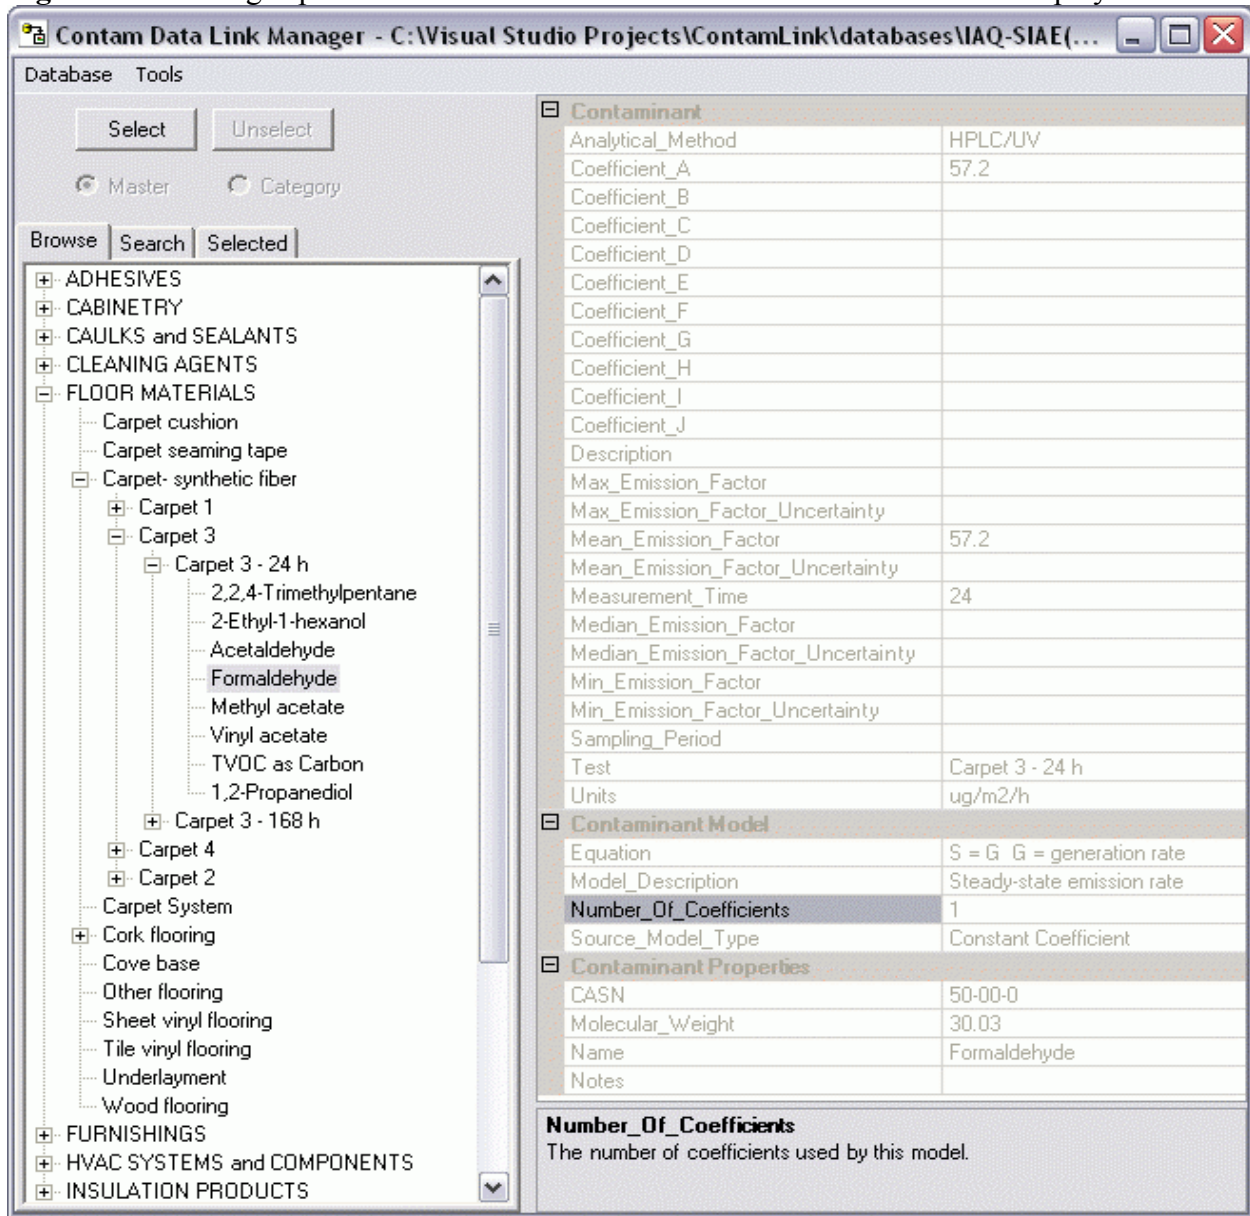 Contam Data Link Manager - C:\Visual Studio Projects\ContamLink\databases\IAQ-SIAE(...
Database Tools
Select Unselect
Master Category
Browse Search Selected
ADHESIVES
CABINETRY
CAULKS and SEALANTS
CLEANING AGENTS
FLOOR MATERIALS
Carpet cushion
Carpet seaming tape
Carpet- synthetic fiber
Carpet 1
Carpet 3
Carpet 3 - 24 h
2,2,4-Trimethylpentane
2-Ethyl-1-hexanol
Acetaldehyde
Formaldehyde
Methyl acetate
Vinyl acetate
TVOC as Carbon
1,2-Propanediol
Carpet 3 - 168 h
Carpet 4
Carpet 2
Carpet System
Cork flooring
Cove base
Other flooring
Sheet vinyl flooring
Tile vinyl flooring
Underlayment
Wood flooring
FURNISHINGS
HVAC SYSTEMS and COMPONENTS
INSULATION PRODUCTS
Contaminant
Analytical_Method HPLC/UV
Coefficient_A 57.2
Coefficient_B
Coefficient_C
Coefficient_D
Coefficient_E
Coefficient_F
Coefficient_G
Coefficient_H
Coefficient_I
Coefficient_J
Description
Max_Emission_Factor
Max_Emission_Factor_Uncertainty
Mean_Emission_Factor 57.2
Mean_Emission_Factor_Uncertainty
Measurement_Time 24
Median_Emission_Factor
Median_Emission_Factor_Uncertainty
Min_Emission_Factor
Min_Emission_Factor_Uncertainty
Sampling_Period
Test Carpet 3 - 24 h
Units ug/m2/h
Contaminant Model
Equation S = G G = generation rate
Model_Description Steady-state emission rate
Number_Of_Coefficients 1
Source_Model_Type Constant Coefficient
Contaminant Properties
CASN 50-00-0
Molecular_Weight 30.03
Name Formaldehyde
Notes
Number_Of_Coefficients
The number of coefficients used by this model.